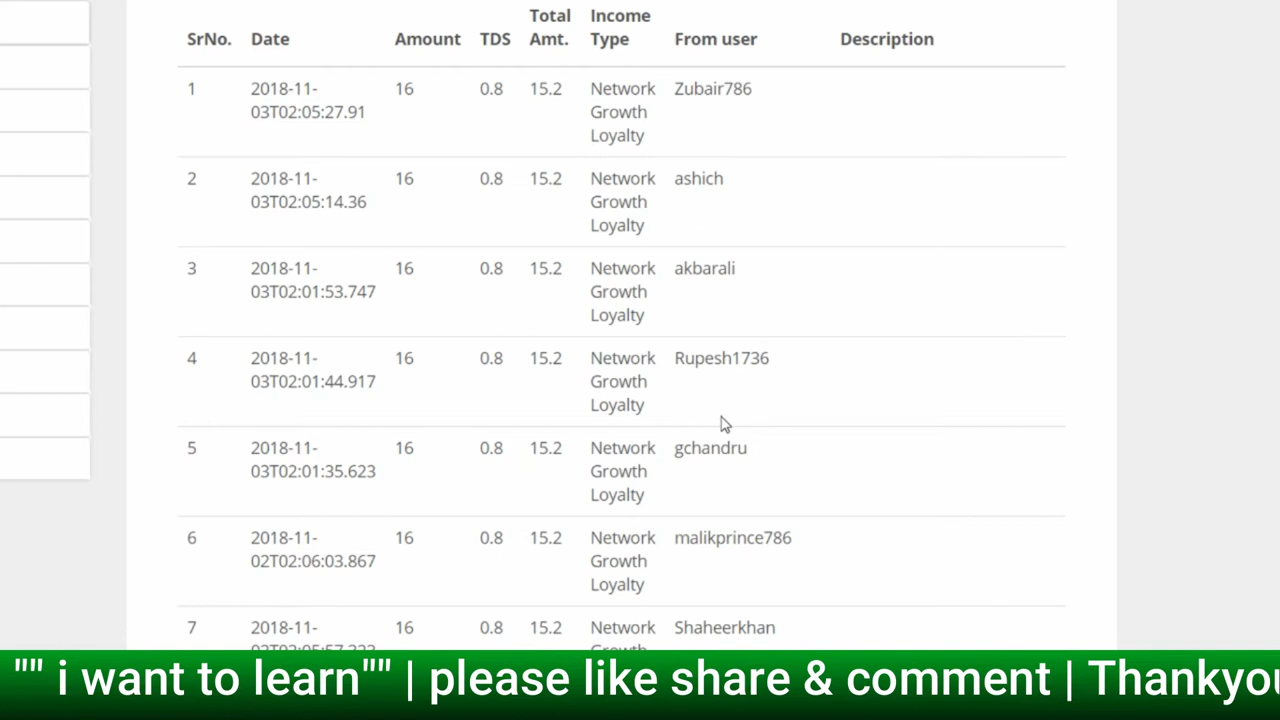 SrNo. Date Amount TDS Total Amt. Income Type From user Description
1 2018-11-03T02:05:27.91 16 0.8 15.2 Network Growth Loyalty Zubair786
2 2018-11-03T02:05:14.36 16 0.8 15.2 Network Growth Loyalty ashich
3 2018-11-03T02:01:53.747 16 0.8 15.2 Network Growth Loyalty akbarali
4 2018-11-03T02:01:44.917 16 0.8 15.2 Network Growth Loyalty Rupesh1736
5 2018-11-03T02:01:35.623 16 0.8 15.2 Network Growth Loyalty gchandru
6 2018-11-02T02:06:03.867 16 0.8 15.2 Network Growth Loyalty malikprince786
7 2018-11- 16 0.8 15.2 Network Shaheerkhan
"" i want to learn"" | please like share & comment | Thankyou